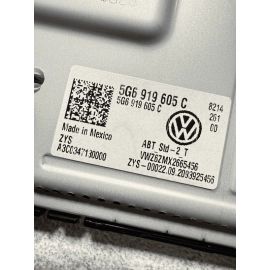 5G6 919 605 C
5G6 919 605 C
8214
261
00
Made in Mexico
ZYS
A3C0347130000
ABT Std-2 T
VWZ6ZMX2665456
ZYS-00022.09.2093925456